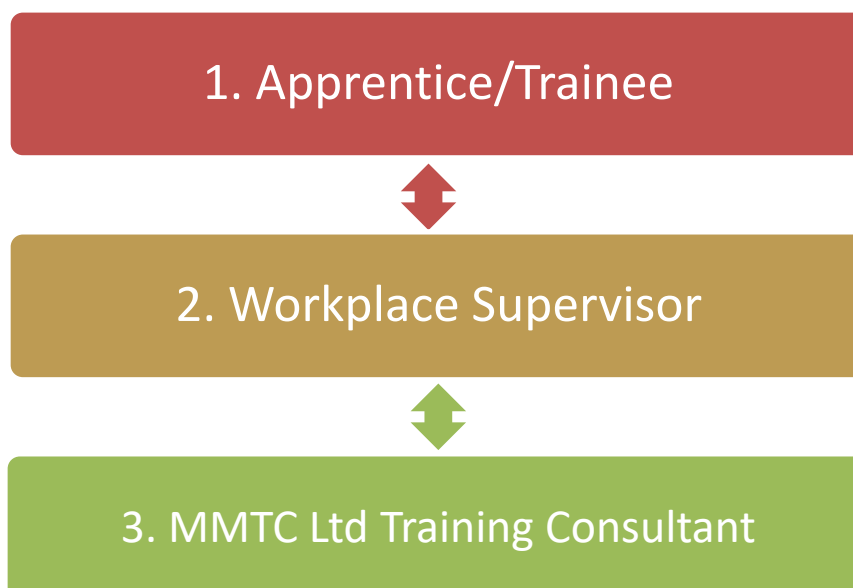 1. Apprentice/Trainee
2. Workplace Supervisor
3. MMTC Ltd Training Consultant